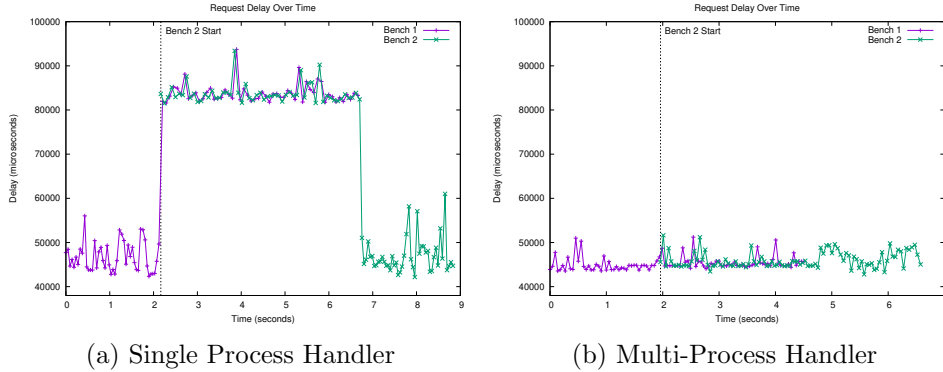 Request Delay Over Time
100000
90000
80000
70000
60000
50000
40000
Delay (microseconds)
Bench 2 Start
Bench 1
Bench 2
0 1 2 3 4 5 6 7 8 9
Time (seconds)
(a) Single Process Handler
Request Delay Over Time
100000
90000
80000
70000
60000
50000
40000
Delay (microseconds)
Bench 2 Start
Bench 1
Bench 2
0 1 2 3 4 5 6
Time (seconds)
(b) Multi-Process Handler